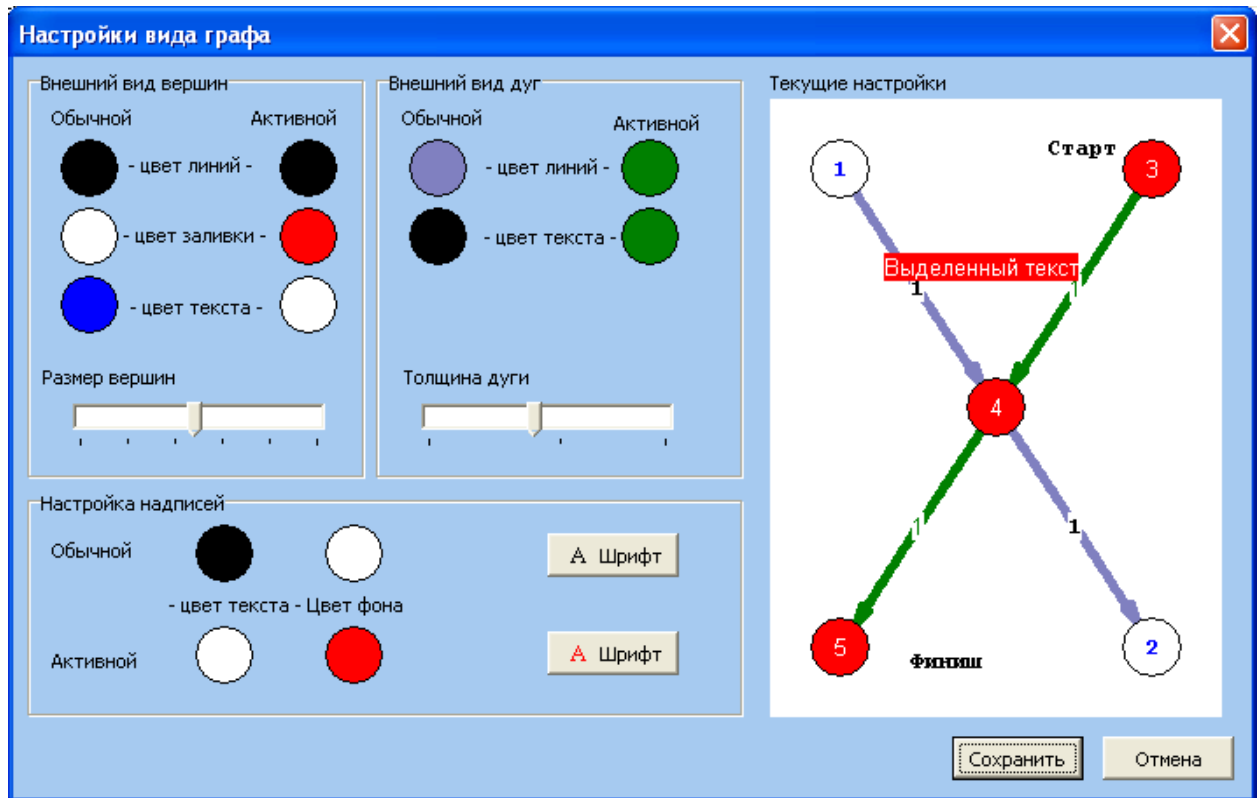 Настройки вида графа
Внешний вид вершин
Обычной Активной
- цвет линий -
- цвет заливки -
- цвет текста -
Размер вершин
Внешний вид дуг
Обычной Активной
- цвет линий -
- цвет текста -
Толщина дуги
Настройка надписей
Обычной
A Шрифт
- цвет текста - Цвет фона
Активной
A Шрифт
Текущие настройки
1 Старт 3
Выделенный текст
1 1
4
1 1
5 Финиш 2
Сохранить Отмена